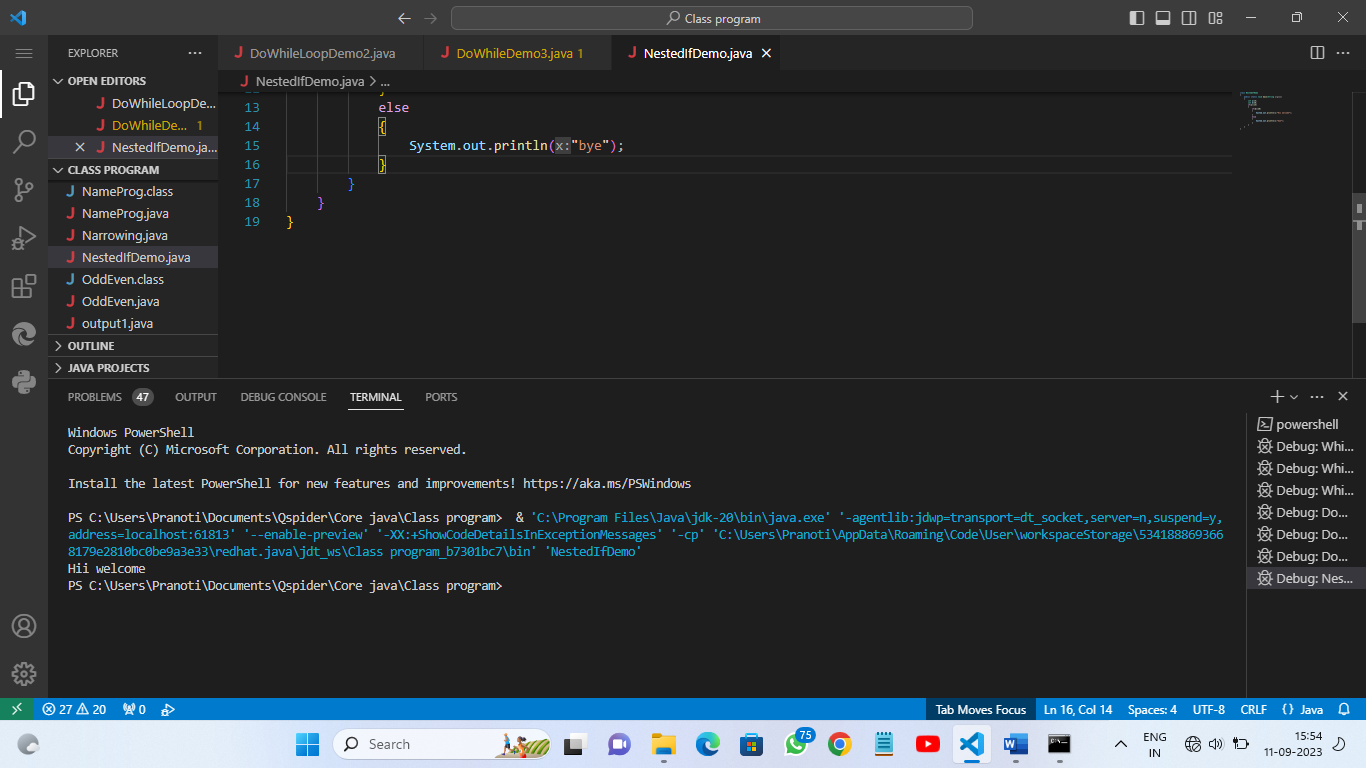 Class program
EXPLORER
DoWhileLoopDemo2.java
DoWhileDemo3.java 1
NestedIfDemo.java
OPEN EDITORS
DoWhileLoopDe...
DoWhileDe... 1
NestedIfDemo.ja...
CLASS PROGRAM
NameProg.class
NameProg.java
Narrowing.java
NestedIfDemo.java
OddEven.class
OddEven.java
output1.java
OUTLINE
JAVA PROJECTS
NestedIfDemo.java > ...
13 else
14 {
15 System.out.println(x:"bye");
16 }
17 }
18 }
19 }
PROBLEMS 47 OUTPUT DEBUG CONSOLE TERMINAL PORTS
Windows PowerShell
Copyright (C) Microsoft Corporation. All rights reserved.
Install the latest PowerShell for new features and improvements! https://aka.ms/PSWindows
PS C:\Users\Pranoti\Documents\Qspider\Core java\Class program>  & 'C:\Program Files\Java\jdk-20\bin\java.exe' '-agentlib:jdwp=transport=dt_socket,server=n,suspend=y,
address=localhost:61813' '--enable-preview' '-XX:+ShowCodeDetailsInExceptionMessages' '-cp' 'C:\Users\Pranoti\AppData\Roaming\Code\User\workspaceStorage\534188869366
8179e2810bc0be9a3e33\redhat.java\jdt_ws\Class program_b7301bc7\bin' 'NestedIfDemo'
Hii welcome
PS C:\Users\Pranoti\Documents\Qspider\Core java\Class program>
powershell
Debug: Whi...
Debug: Whi...
Debug: Whi...
Debug: Do...
Debug: Do...
Debug: Do...
Debug: Nes...
27 20 0 Tab Moves Focus Ln 16, Col 14 Spaces: 4 UTF-8 CRLF {} Java
Search
75
ENG
IN
15:54
11-09-2023